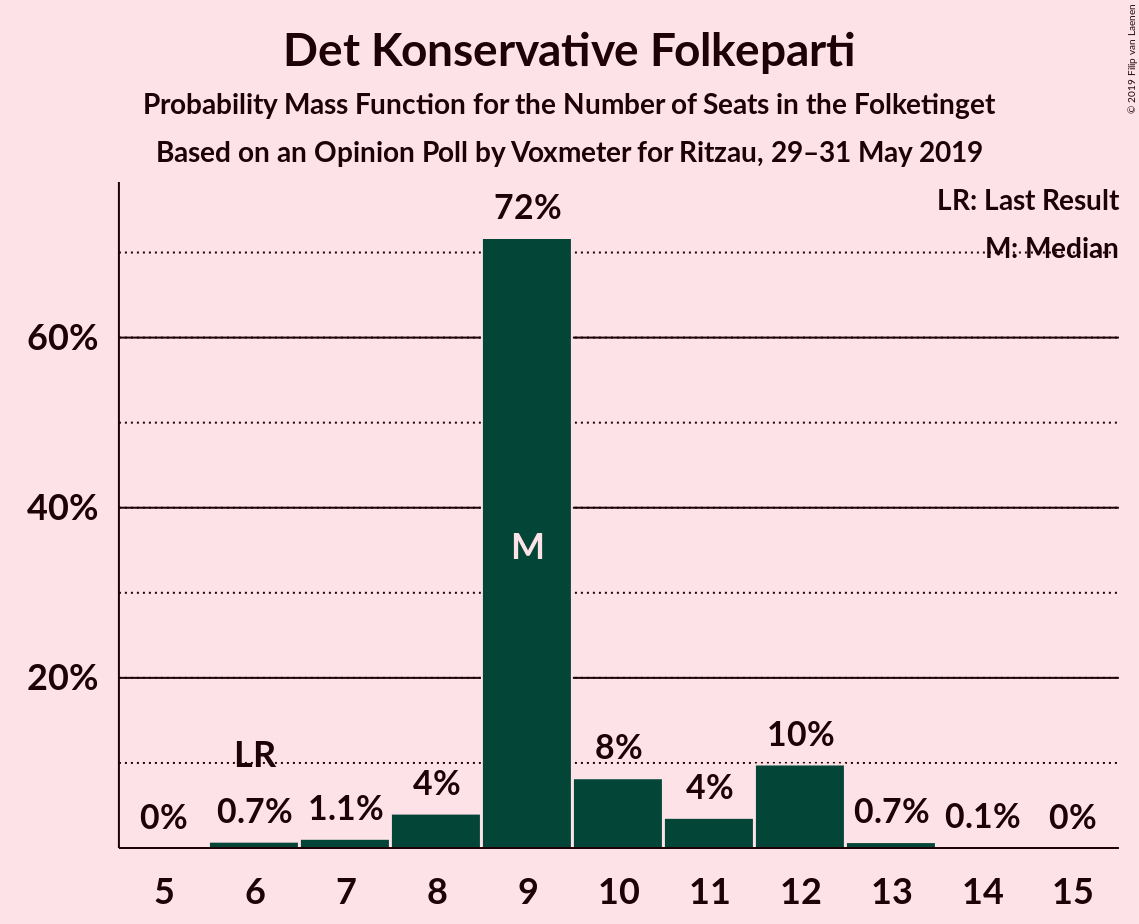 Det Konservative Folkeparti
Probability Mass Function for the Number of Seats in the Folketinget
Based on an Opinion Poll by Voxmeter for Ritzau, 29–31 May 2019
© 2019 Filip van Laenen
LR: Last Result
M: Median
60%
40%
20%
0%
LR
0.7%
1.1%
4%
72%
M
8%
4%
10%
0.7%
0.1%
0%
5 6 7 8 9 10 11 12 13 14 15